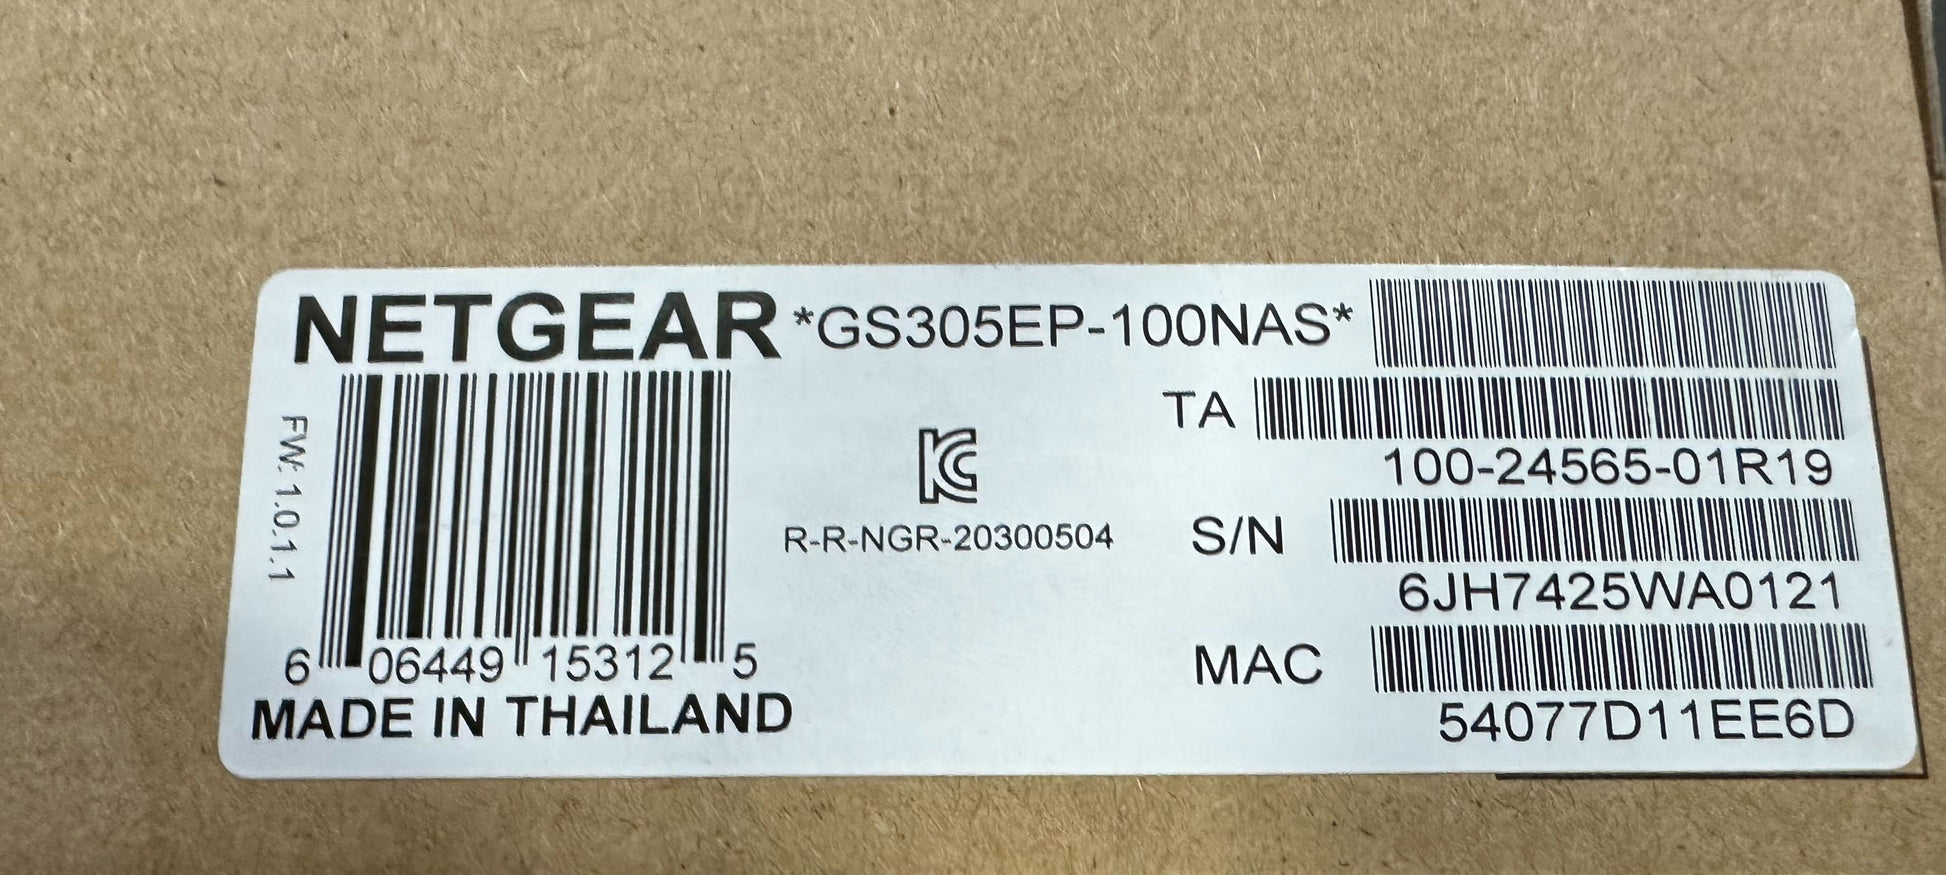 NETGEAR *GS305EP-100NAS*
FW: 1.0.1.1
6 06449 15312 5
MADE IN THAILAND
KC
R-R-NGR-20300504
TA
100-24565-01R19
S/N
6JH7425WA0121
MAC
54077D11EE6D